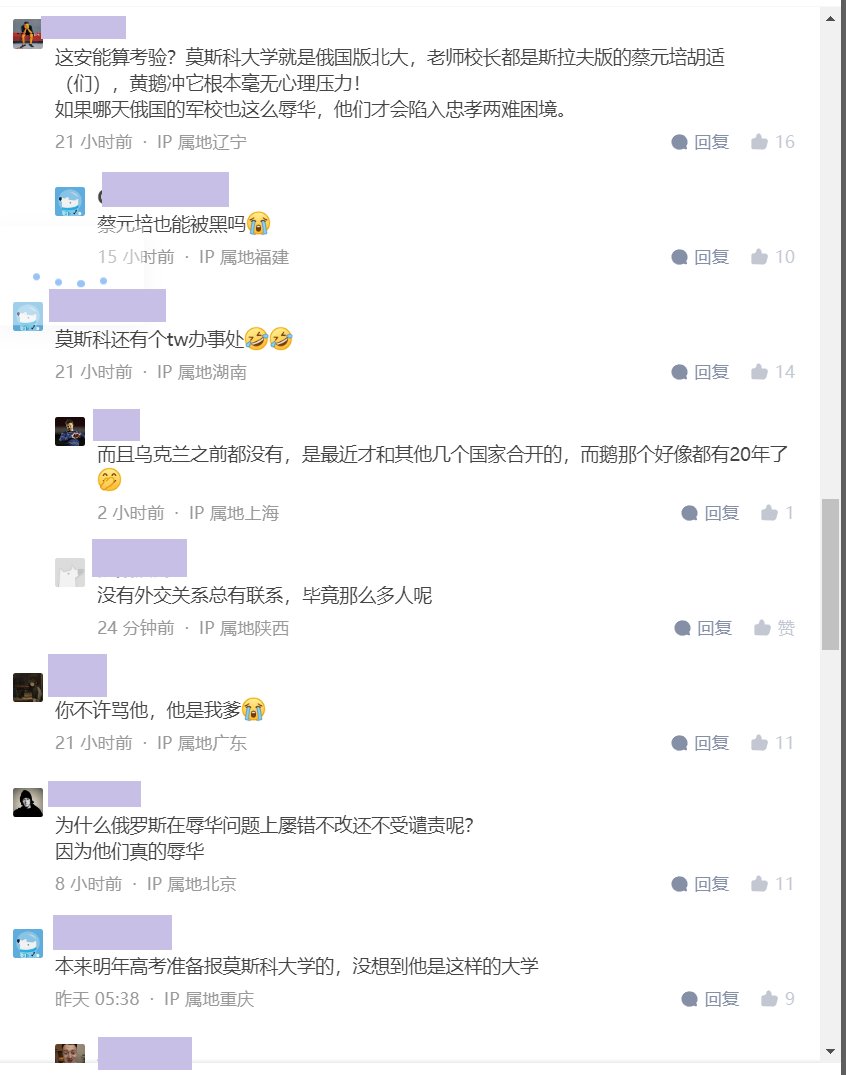 这安能算考验？莫斯科大学就是俄国版北大，老师校长都是斯拉夫版的蔡元培胡适
（们），黄鹅冲它根本毫无心理压力！
如果哪天俄国的军校也这么辱华，他们才会陷入忠孝两难困境。
21 小时前 · IP 属地辽宁 回复 16
蔡元培也能被黑吗😭
15 小时前 · IP 属地福建 回复 10
莫斯科还有个tw办事处🤣🤣
21 小时前 · IP 属地湖南 回复 14
而且乌克兰之前都没有，是最近才和其他几个国家合开的，而鹅那个好像都有20年了
🤭
2 小时前 · IP 属地上海 回复 1
没有外交关系总有联系，毕竟那么多人呢
24 分钟前 · IP 属地陕西 回复 赞
你不许骂他，他是我爹😭
21 小时前 · IP 属地广东 回复 11
为什么俄罗斯在辱华问题上屡错不改还不受谴责呢？
因为他们真的辱华
8 小时前 · IP 属地北京 回复 11
本来明年高考准备报莫斯科大学的，没想到他是这样的大学
昨天 05:38 · IP 属地重庆 回复 9